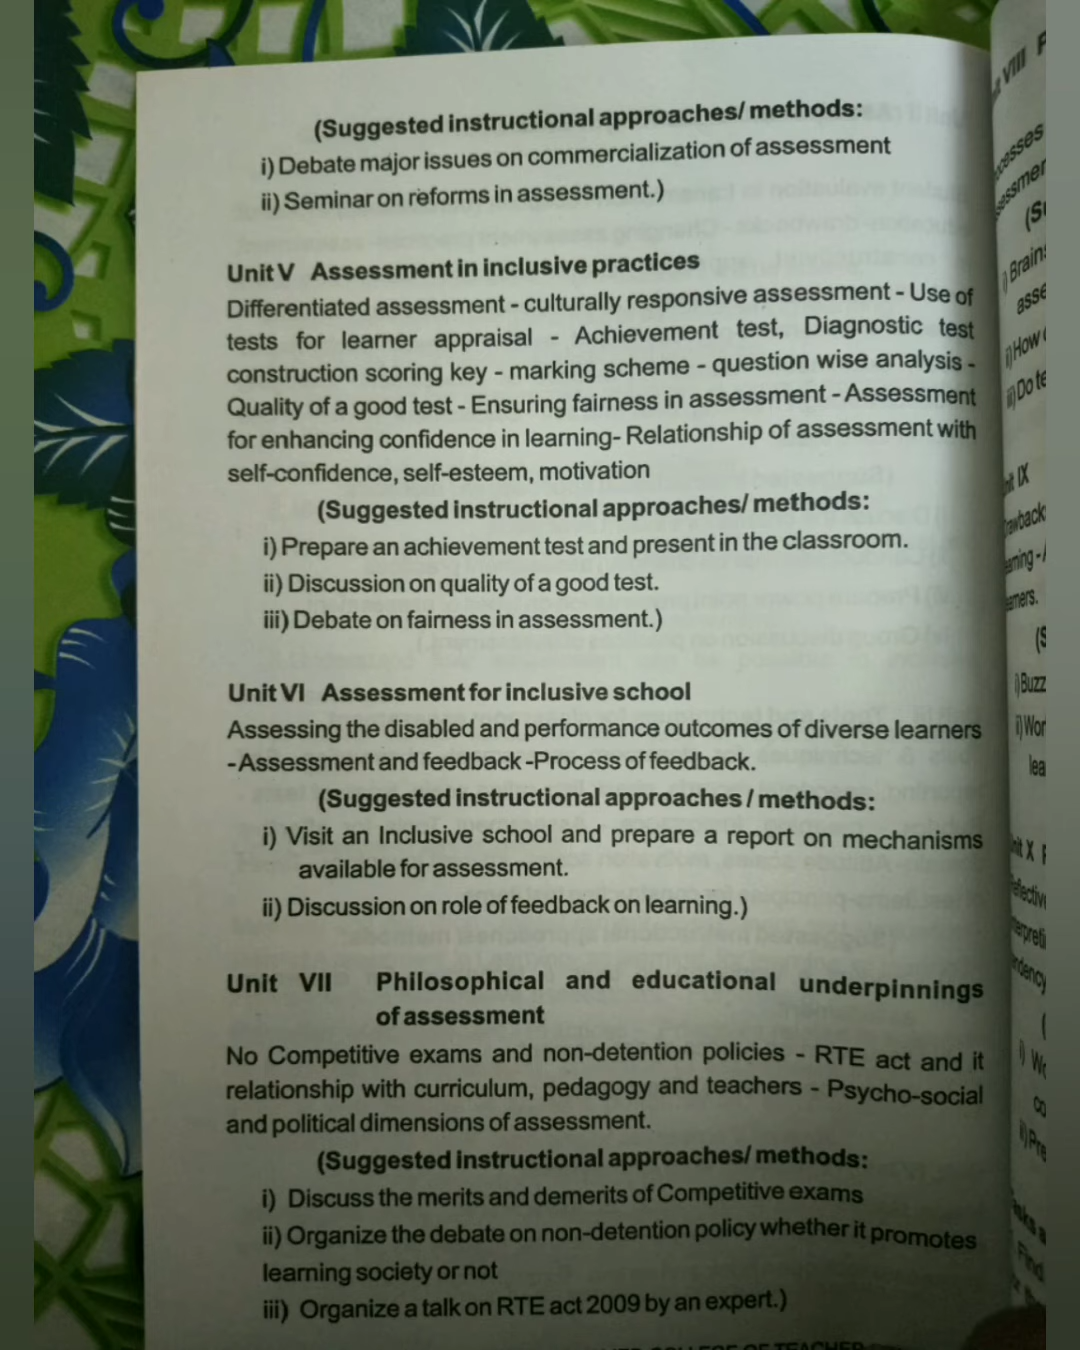 (Suggested instructional approaches/ methods:
i) Debate major issues on commercialization of assessment
ii) Seminar on reforms in assessment.)
Unit V Assessment in inclusive practices
Differentiated assessment - culturally responsive assessment - Use of
tests for learner appraisal - Achievement test, Diagnostic test
construction scoring key - marking scheme - question wise analysis -
Quality of a good test - Ensuring fairness in assessment - Assessment
for enhancing confidence in learning- Relationship of assessment with
self-confidence, self-esteem, motivation
(Suggested instructional approaches/ methods:
i) Prepare an achievement test and present in the classroom.
ii) Discussion on quality of a good test.
iii) Debate on fairness in assessment.)
Unit VI Assessment for inclusive school
Assessing the disabled and performance outcomes of diverse learners
-Assessment and feedback -Process of feedback.
(Suggested instructional approaches / methods:
i) Visit an Inclusive school and prepare a report on mechanisms
available for assessment.
ii) Discussion on role of feedback on learning.)
Unit VII Philosophical and educational underpinnings
of assessment
No Competitive exams and non-detention policies - RTE act and it
relationship with curriculum, pedagogy and teachers - Psycho-social
and political dimensions of assessment.
(Suggested instructional approaches/ methods:
i) Discuss the merits and demerits of Competitive exams
ii) Organize the debate on non-detention policy whether it promotes
learning society or not
iii) Organize a talk on RTE act 2009 by an expert.)
COLLEGE OF TEACHER
VIII
IX
X